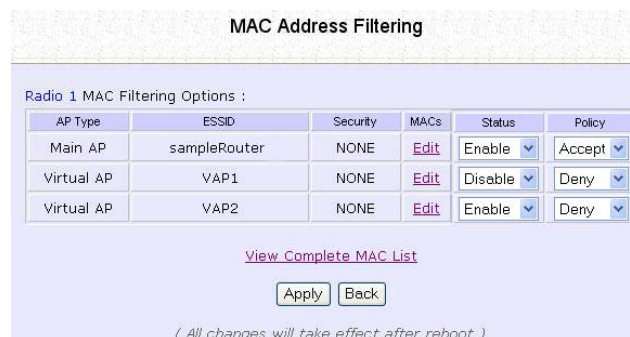 MAC Address Filtering
Radio 1 MAC Filtering Options :
AP Type ESSID Security MACs Status Policy
Main AP sampleRouter NONE Edit Enable Accept
Virtual AP VAP1 NONE Edit Disable Deny
Virtual AP VAP2 NONE Edit Enable Deny
View Complete MAC List
Apply Back
( All changes will take effect after reboot )